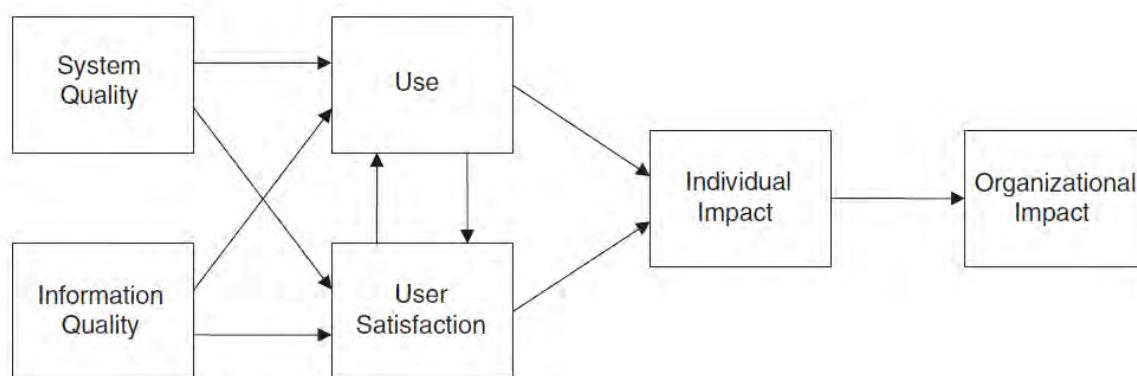 System
Quality
Use
Individual
Impact
Organizational
Impact
Information
Quality
User
Satisfaction